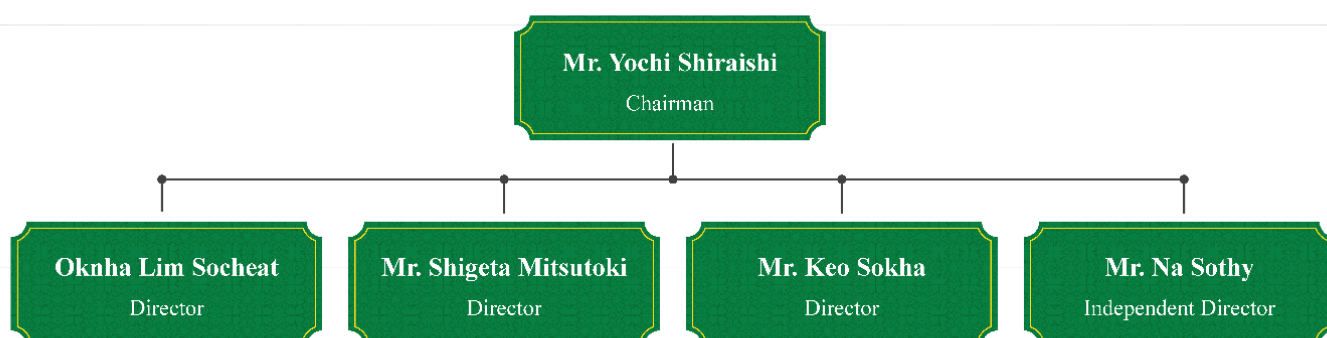 Mr. Yochi Shiraishi
Chairman
Oknha Lim Socheat
Director
Mr. Shigeta Mitsutoki
Director
Mr. Keo Sokha
Director
Mr. Na Sothy
Independent Director